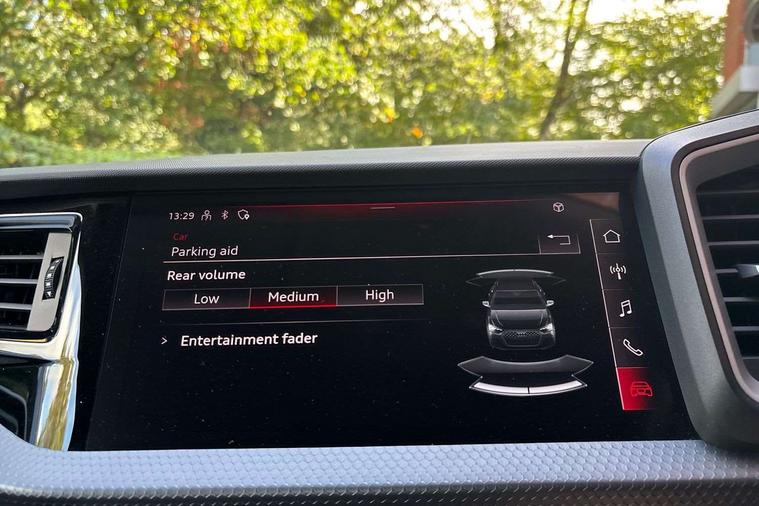 13:29
Car
Parking aid
Rear volume
Low Medium High
> Entertainment fader